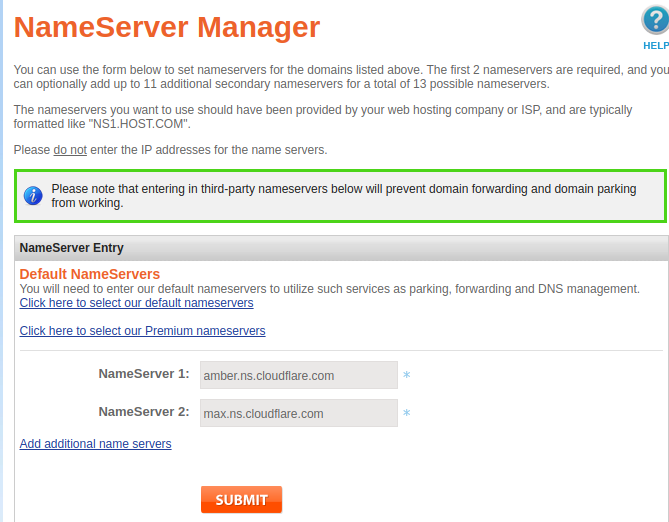 NameServer Manager
HELP
You can use the form below to set nameservers for the domains listed above. The first 2 nameservers are required, and you
can optionally add up to 11 additional secondary nameservers for a total of 13 possible nameservers.
The nameservers you want to use should have been provided by your web hosting company or ISP, and are typically
formatted like "NS1.HOST.COM".
Please do not enter the IP addresses for the name servers.
Please note that entering in third-party nameservers below will prevent domain forwarding and domain parking
from working.
NameServer Entry
Default NameServers
You will need to enter our default nameservers to utilize such services as parking, forwarding and DNS management.
Click here to select our default nameservers
Click here to select our Premium nameservers
NameServer 1: amber.ns.cloudflare.com *
NameServer 2: max.ns.cloudflare.com *
Add additional name servers
SUBMIT